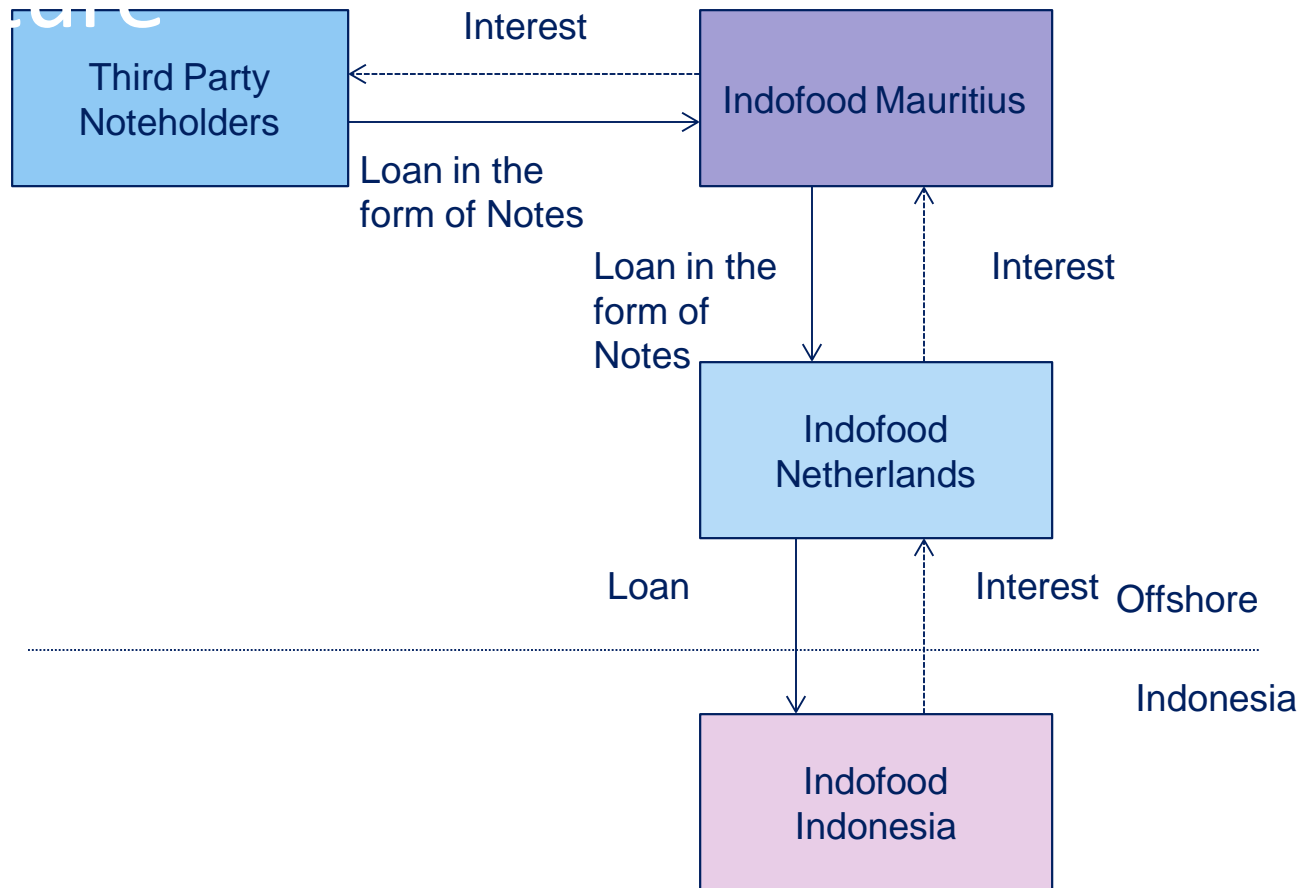 Interest
Third Party
Noteholders
Indofood Mauritius
Loan in the
form of Notes
Loan in the
form of
Notes
Interest
Indofood
Netherlands
Loan
Interest
Offshore
Indonesia
Indofood
Indonesia